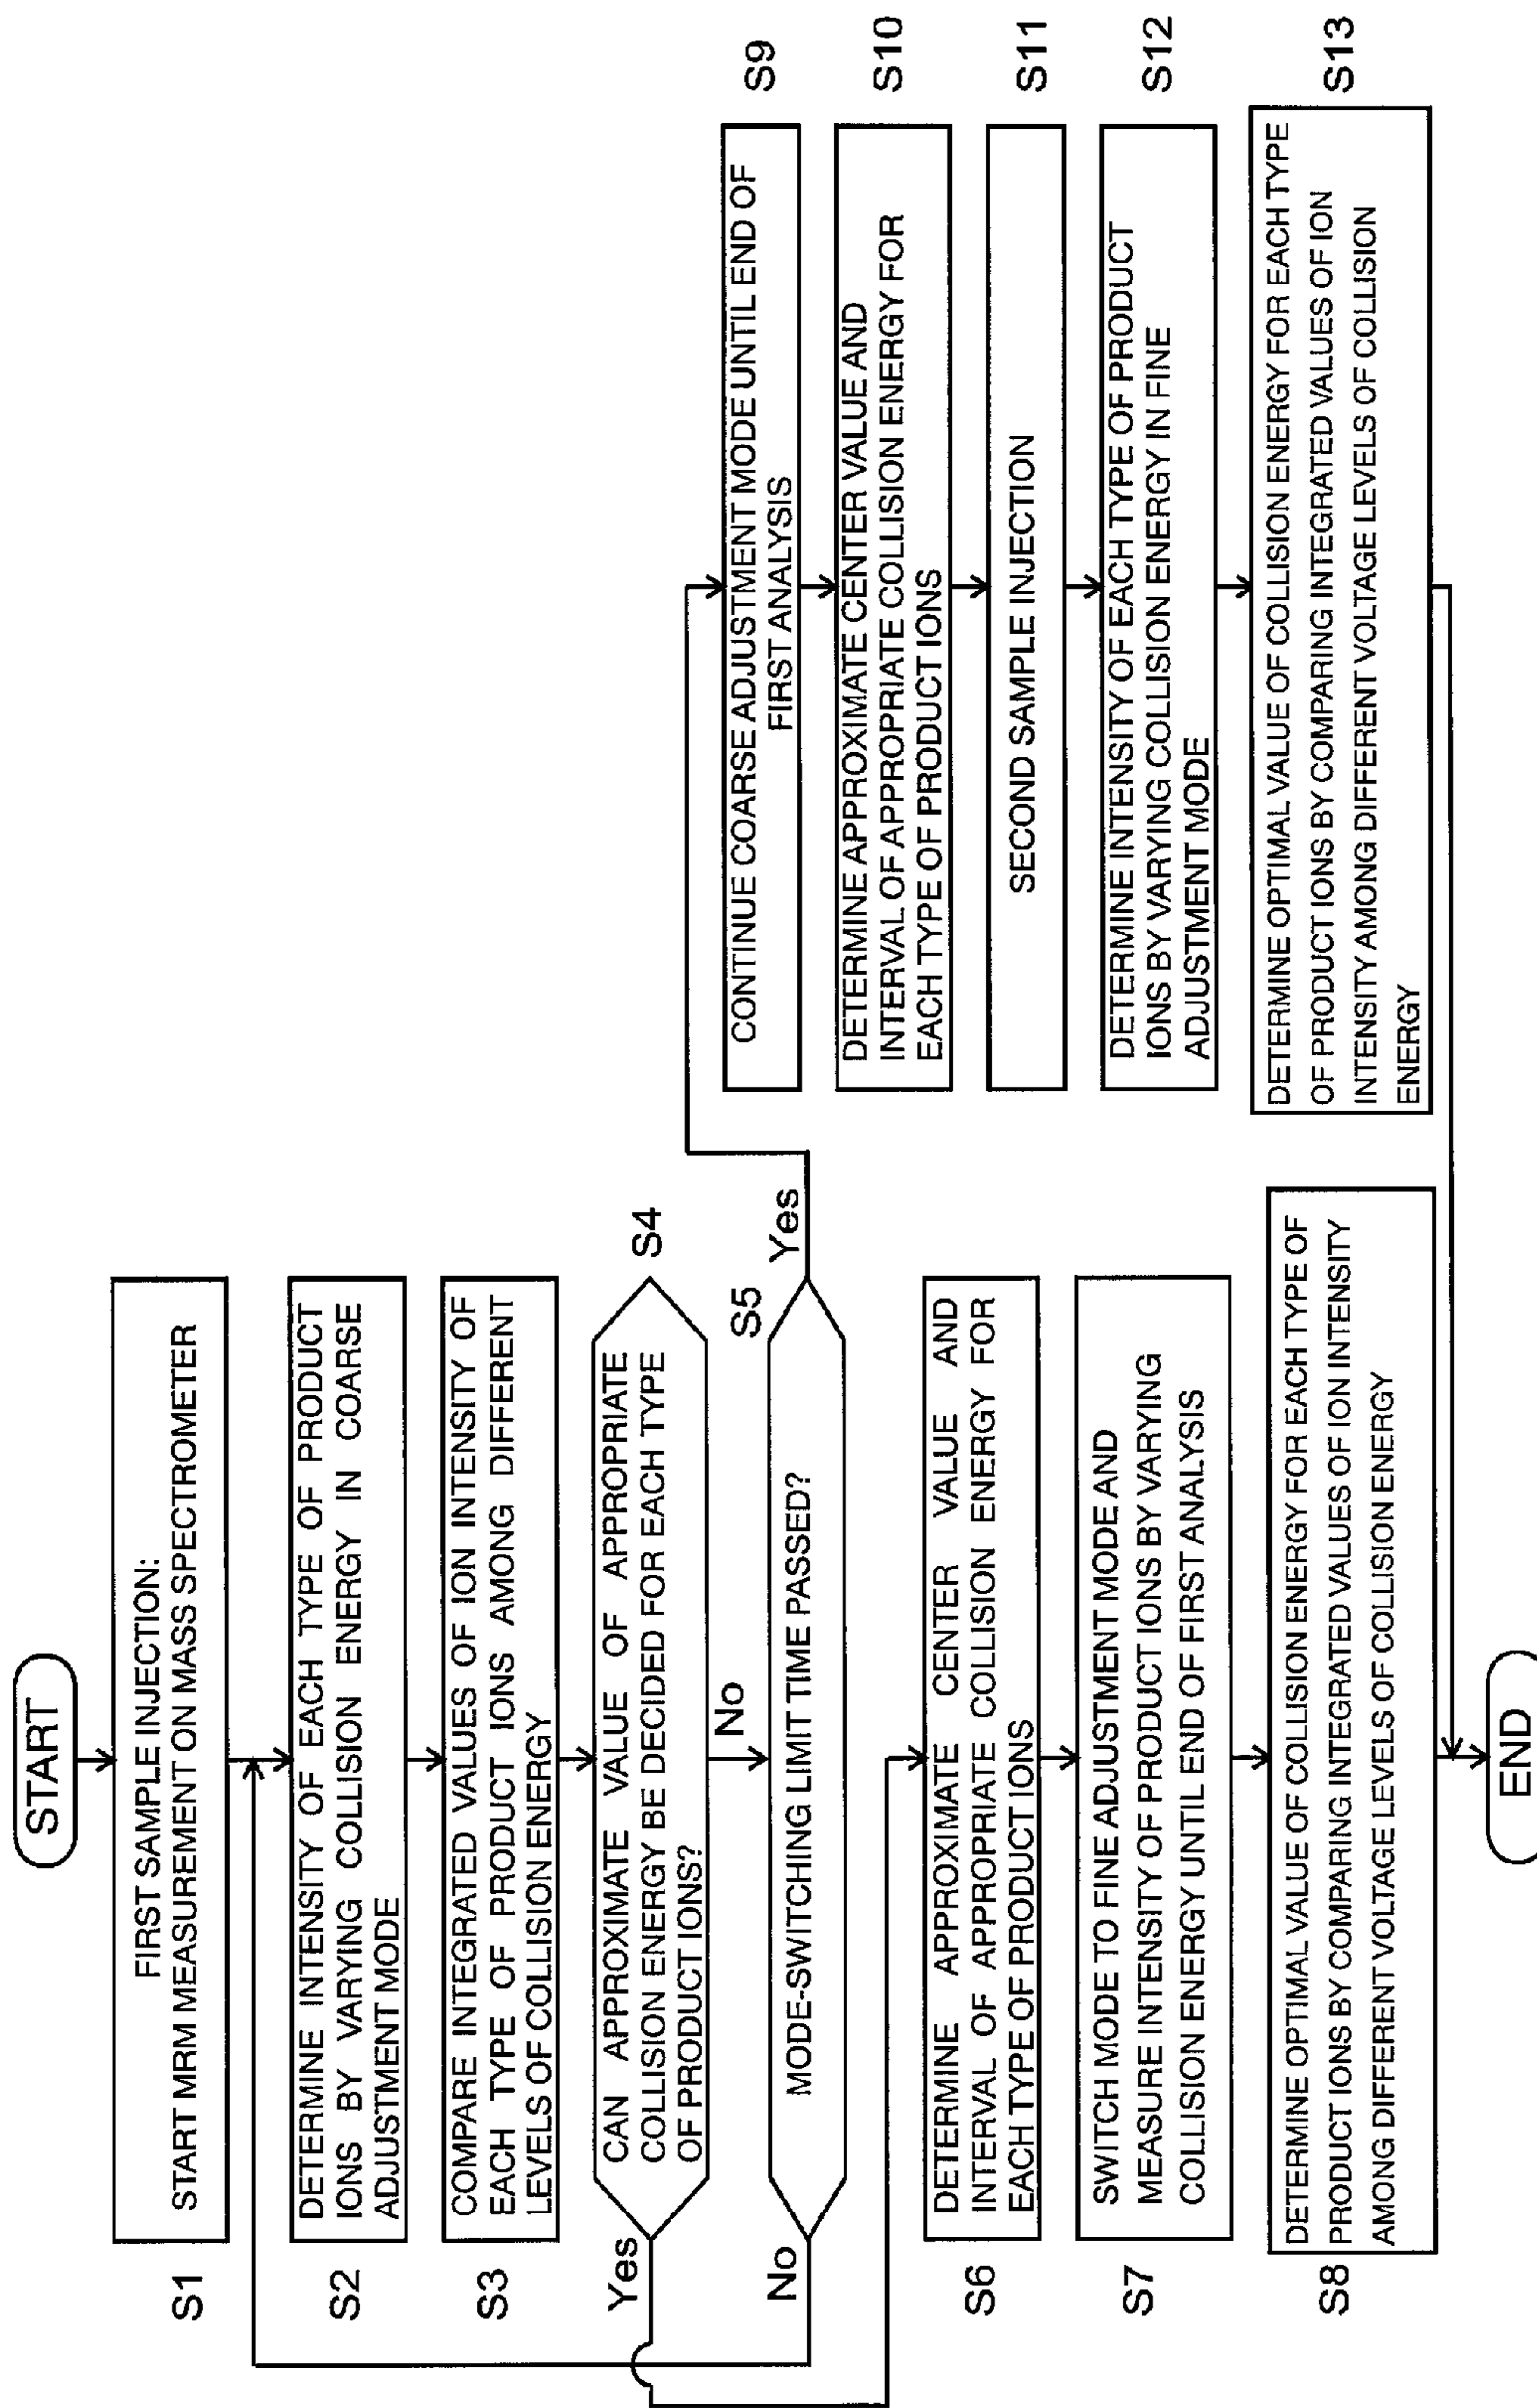 START
S1
FIRST SAMPLE INJECTION:
START MRM MEASUREMENT ON MASS SPECTROMETER
S2
DETERMINE INTENSITY OF EACH TYPE OF PRODUCT
IONS BY VARYING COLLISION ENERGY IN COARSE
ADJUSTMENT MODE
S3
COMPARE INTEGRATED VALUES OF ION INTENSITY OF
EACH TYPE OF PRODUCT IONS AMONG DIFFERENT
LEVELS OF COLLISION ENERGY
S4
CAN APPROXIMATE VALUE OF APPROPRIATE
COLLISION ENERGY BE DECIDED FOR EACH TYPE
OF PRODUCT IONS?
Yes
No
S5
MODE-SWITCHING LIMIT TIME PASSED?
No
Yes
S6
DETERMINE APPROXIMATE CENTER VALUE AND
INTERVAL OF APPROPRIATE COLLISION ENERGY FOR
EACH TYPE OF PRODUCT IONS
S7
SWITCH MODE TO FINE ADJUSTMENT MODE AND
MEASURE INTENSITY OF PRODUCT IONS BY VARYING
COLLISION ENERGY UNTIL END OF FIRST ANALYSIS
S8
DETERMINE OPTIMAL VALUE OF COLLISION ENERGY FOR EACH TYPE OF
PRODUCT IONS BY COMPARING INTEGRATED VALUES OF ION INTENSITY
AMONG DIFFERENT VOLTAGE LEVELS OF COLLISION ENERGY
S9
CONTINUE COARSE ADJUSTMENT MODE UNTIL END OF
FIRST ANALYSIS
S10
DETERMINE APPROXIMATE CENTER VALUE AND
INTERVAL OF APPROPRIATE COLLISION ENERGY FOR
EACH TYPE OF PRODUCT IONS
S11
SECOND SAMPLE INJECTION
S12
DETERMINE INTENSITY OF EACH TYPE OF PRODUCT
IONS BY VARYING COLLISION ENERGY IN FINE
ADJUSTMENT MODE
S13
DETERMINE OPTIMAL VALUE OF COLLISION ENERGY FOR EACH TYPE
OF PRODUCT IONS BY COMPARING INTEGRATED VALUES OF ION
INTENSITY AMONG DIFFERENT VOLTAGE LEVELS OF COLLISION
ENERGY
END